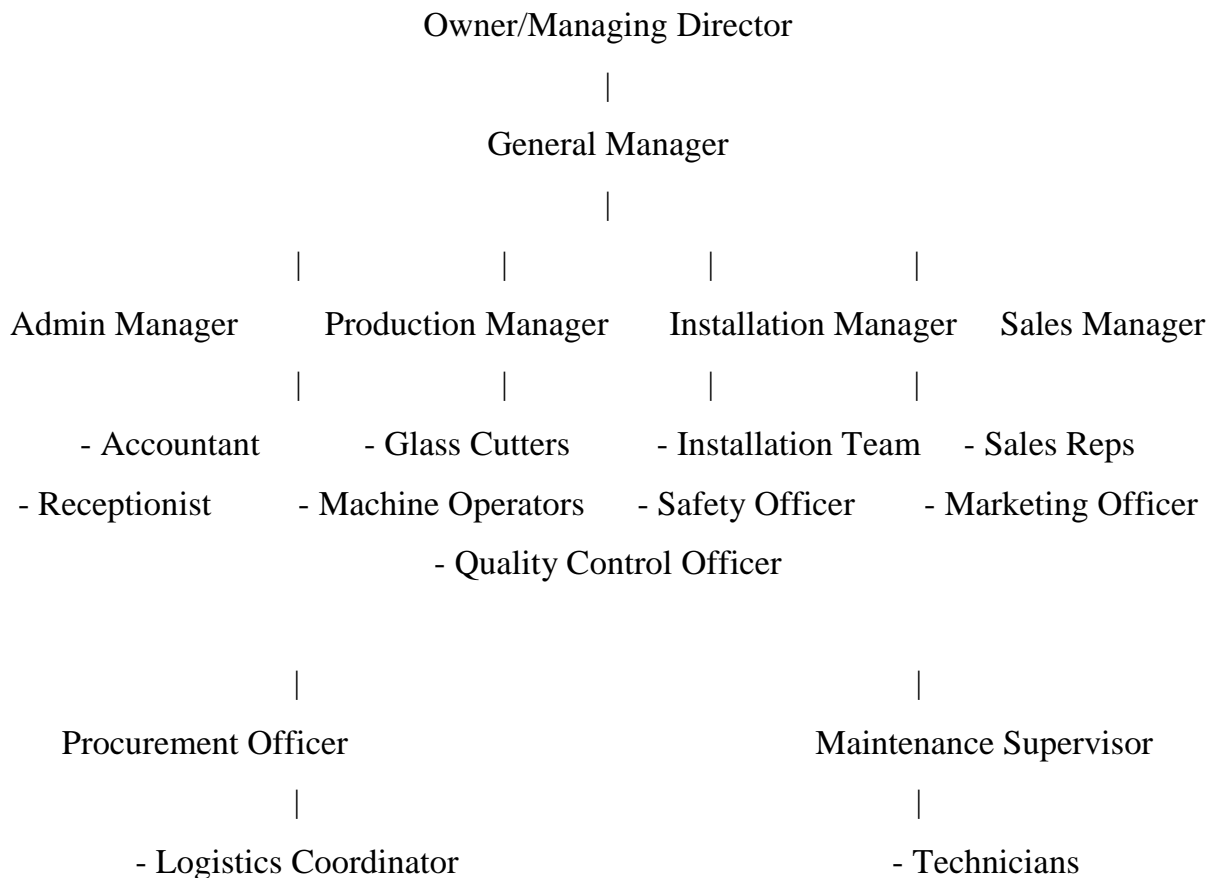 Owner/Managing Director
|
General Manager
|
| | | |
Admin Manager Production Manager Installation Manager Sales Manager
| | | |
- Accountant - Glass Cutters - Installation Team - Sales Reps
- Receptionist - Machine Operators - Safety Officer - Marketing Officer
- Quality Control Officer
| |
Procurement Officer Maintenance Supervisor
| |
- Logistics Coordinator - Technicians